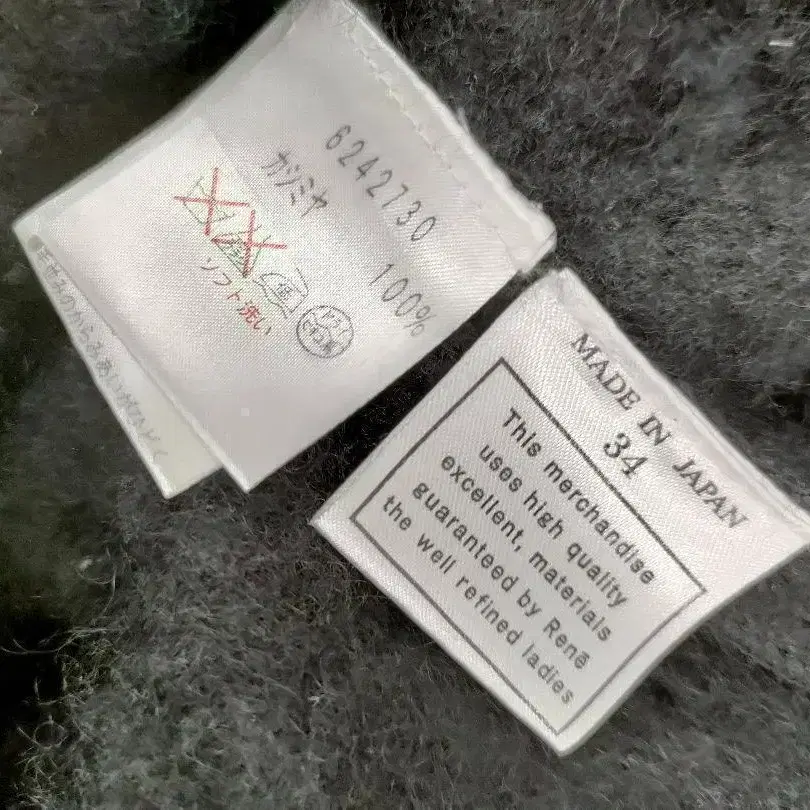 6242730
カシミヤ 100%
ソフト洗い
MADE IN JAPAN
34
This merchandise
uses high quality
excellent, materials
guaranteed by Renē
the well refined ladies